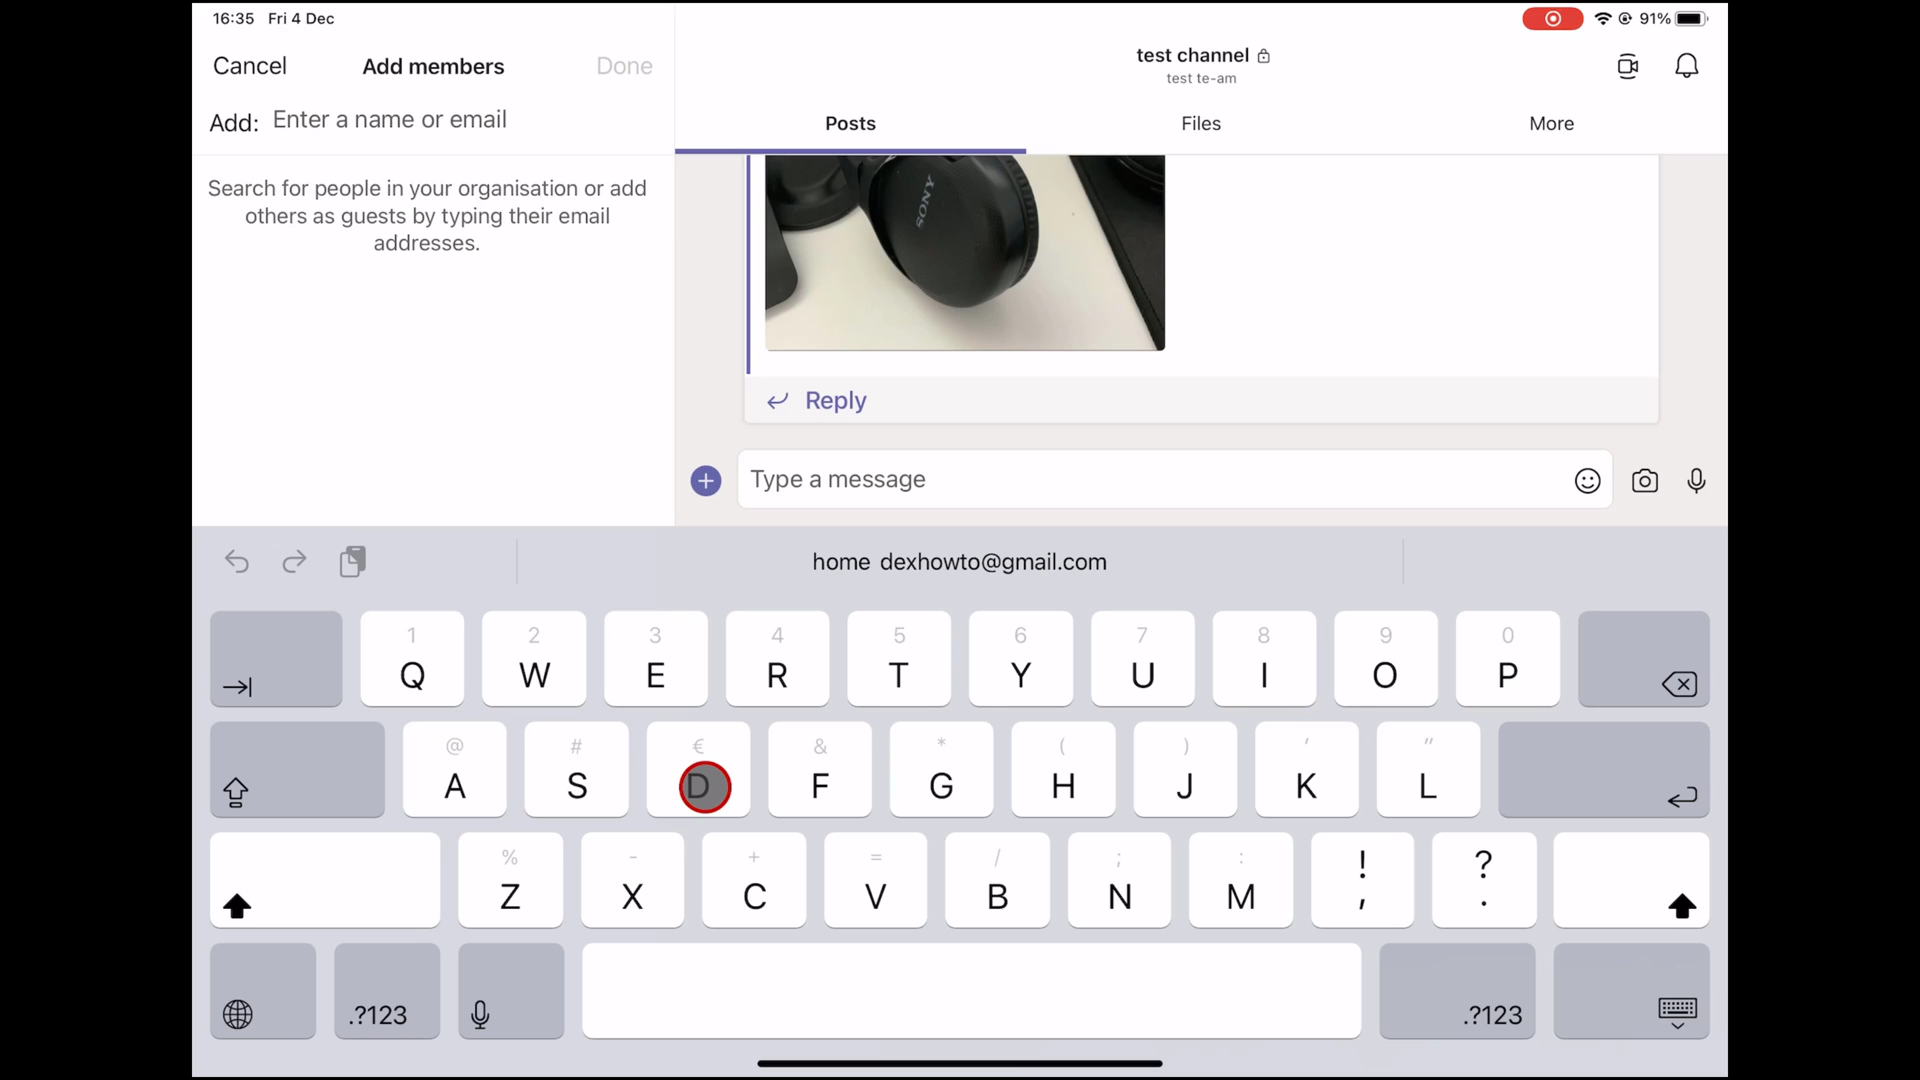 16:35 Fri 4 Dec
91%
Cancel Add members Done
Add: Enter a name or email
Search for people in your organisation or add
others as guests by typing their email
addresses.
test channel
test te-am
Posts Files More
SONY
Reply
Type a message
home dexhowto@gmail.com
1 2 3 4 5 6 7 8 9 0
Q W E R T Y U I O P
@ # € & * ( ) ' "
A S D F G H J K L
% - + = / ; : ! ?
Z X C V B N M , .
.?123 .?123